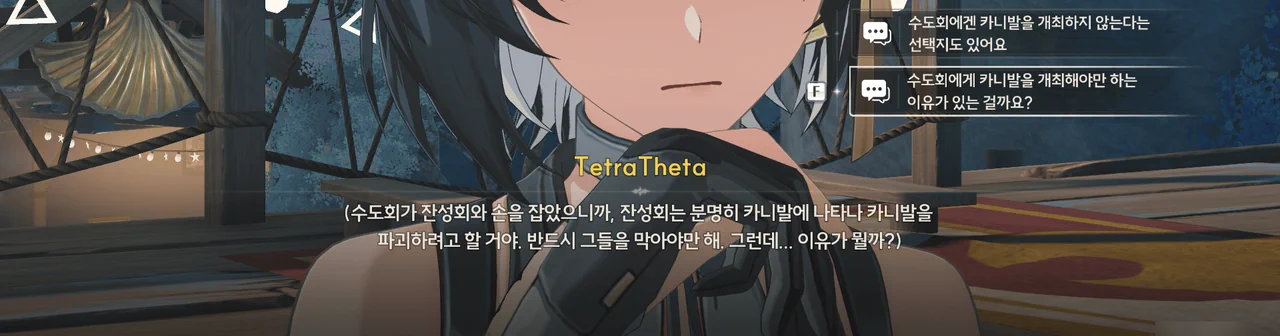 수도회에겐 카니발을 개최하지 않는다는
선택지도 있어요
수도회에게 카니발을 개최해야만 하는
이유가 있는 걸까요?
F
TetraTheta
(수도회가 잔성회와 손을 잡았으니까, 잔성회는 분명히 카니발에 나타나 카니발을
파괴하려고 할 거야. 반드시 그들을 막아야만 해. 그런데... 이유가 뭘까?)